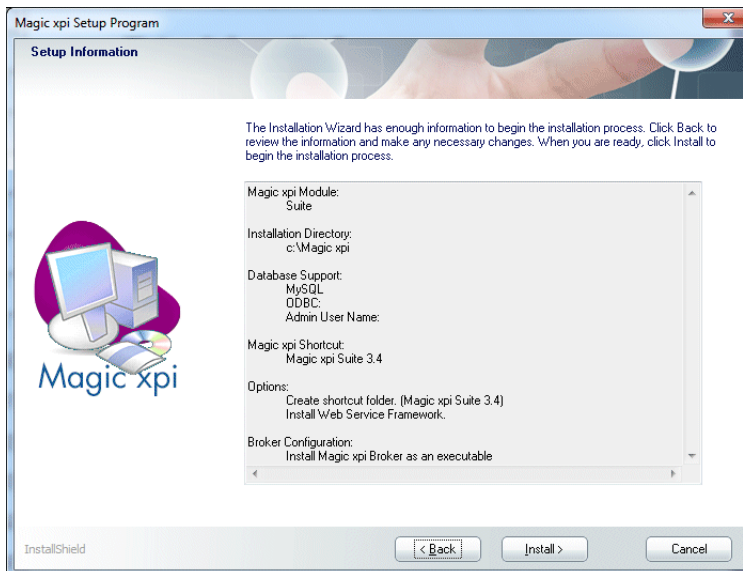 Magic xpi Setup Program
Setup Information
The Installation Wizard has enough information to begin the installation process. Click Back to
review the information and make any necessary changes. When you are ready, click Install to
begin the installation process.
Magic xpi Module:
Suite
Installation Directory:
c:\Magic xpi
Database Support:
MySQL
ODBC:
Admin User Name:
Magic xpi Shortcut:
Magic xpi Suite 3.4
Options:
Create shortcut folder. (Magic xpi Suite 3.4)
Install Web Service Framework.
Broker Configuration:
Install Magic xpi Broker as an executable
Magic xpi
InstallShield
< Back
Install >
Cancel